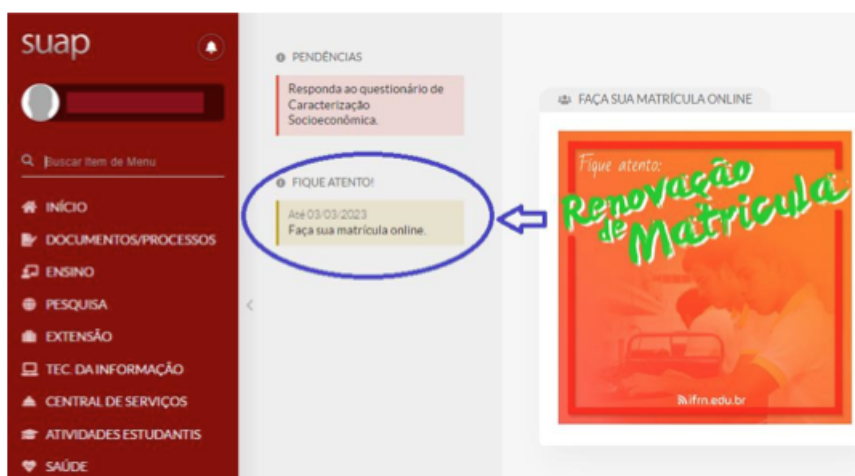 suap
Buscar Item de Menu
INÍCIO
DOCUMENTOS/PROCESSOS
ENSINO
PESQUISA
EXTENSÃO
TEC. DA INFORMAÇÃO
CENTRAL DE SERVIÇOS
ATIVIDADES ESTUDANTIS
SAÚDE
PENDÊNCIAS
Responda ao questionário de
Caracterização
Socioeconômica.
FIQUE ATENTO!
Até 03/03/2023
Faça sua matrícula online.
FAÇA SUA MATRÍCULA ONLINE
Fique atento:
Renovação
de Matrícula
ifrn.edu.br